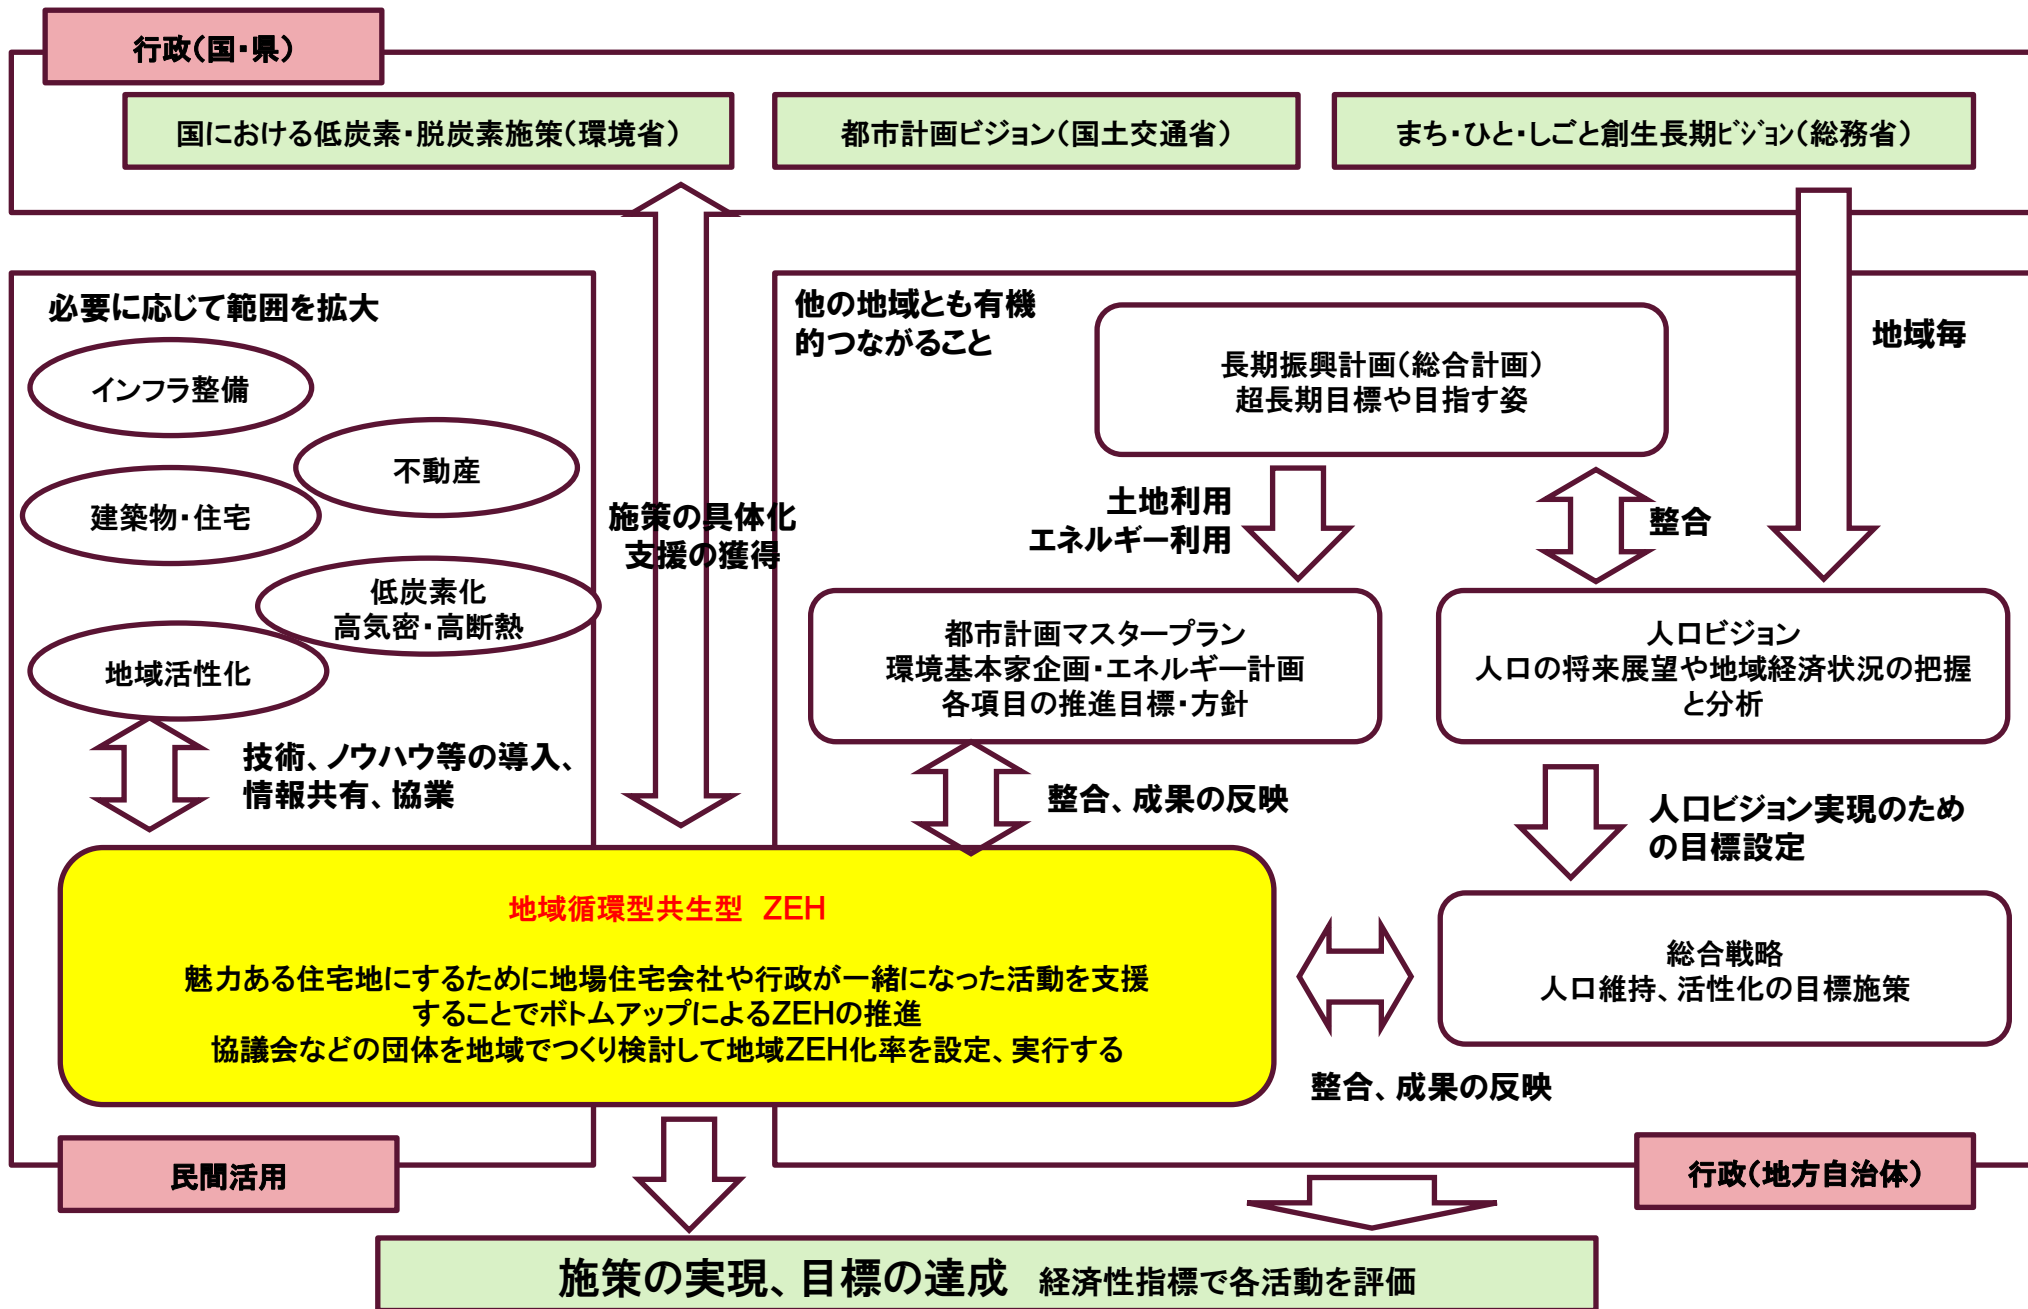 行政(国・県)
国における低炭素・脱炭素施策(環境省)
都市計画ビジョン(国土交通省)
まち・ひと・しごと創生長期ビジョン(総務省)
必要に応じて範囲を拡大
インフラ整備
不動産
建築物・住宅
低炭素化
高気密・高断熱
地域活性化
技術、ノウハウ等の導入、
情報共有、協業
施策の具体化
支援の獲得
他の地域とも有機
的つながること
長期振興計画(総合計画)
超長期目標や目指す姿
地域毎
土地利用
エネルギー利用
整合
都市計画マスタープラン
環境基本家企画・エネルギー計画
各項目の推進目標・方針
人口ビジョン
人口の将来展望や地域経済状況の把握
と分析
整合、成果の反映
人口ビジョン実現のため
の目標設定
地域循環型共生型 ZEH
魅力ある住宅地にするために地場住宅会社や行政が一緒になった活動を支援
することでボトムアップによるZEHの推進
協議会などの団体を地域でつくり検討して地域ZEH化率を設定、実行する
総合戦略
人口維持、活性化の目標施策
整合、成果の反映
民間活用
行政(地方自治体)
施策の実現、目標の達成 経済性指標で各活動を評価